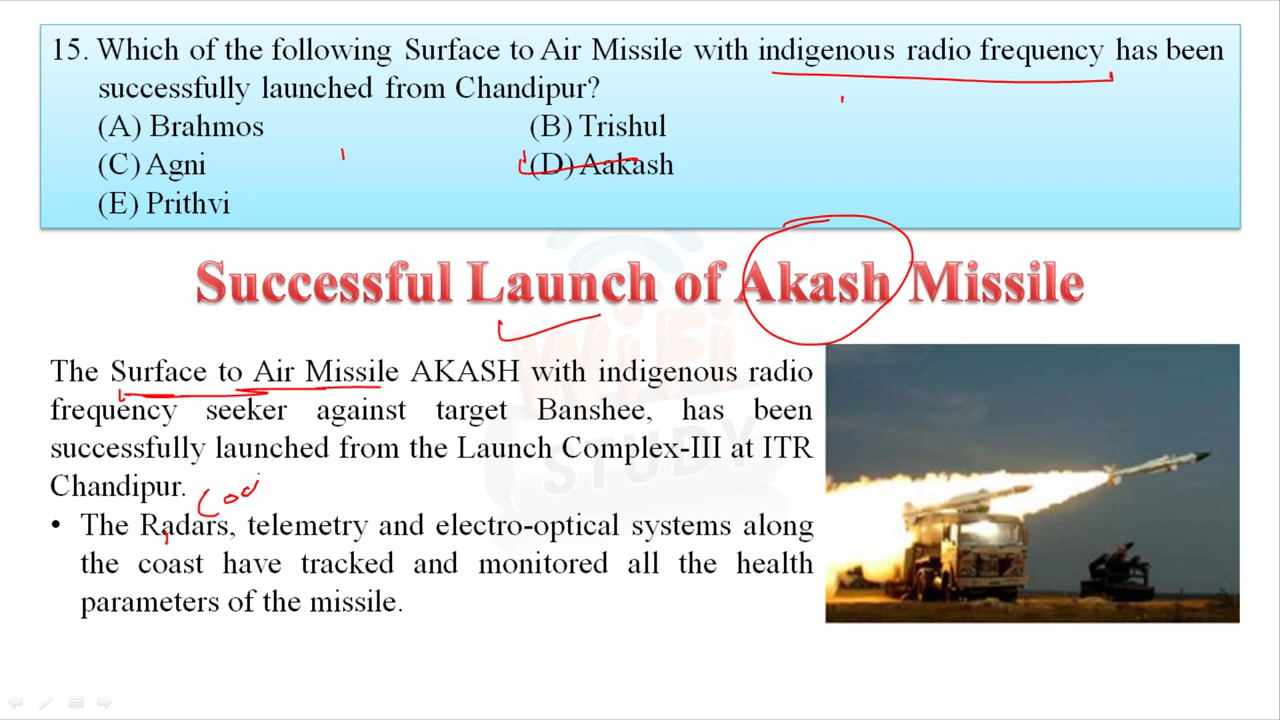 15. Which of the following Surface to Air Missile with indigenous radio frequency has been
successfully launched from Chandipur?
(A) Brahmos (B) Trishul
(C) Agni (D) Aakash
(E) Prithvi
Successful Launch of Akash Missile
WiFi
STUDY
The Surface to Air Missile AKASH with indigenous radio
frequency seeker against target Banshee, has been
successfully launched from the Launch Complex-III at ITR
Chandipur.
• The Radars, telemetry and electro-optical systems along
the coast have tracked and monitored all the health
parameters of the missile.